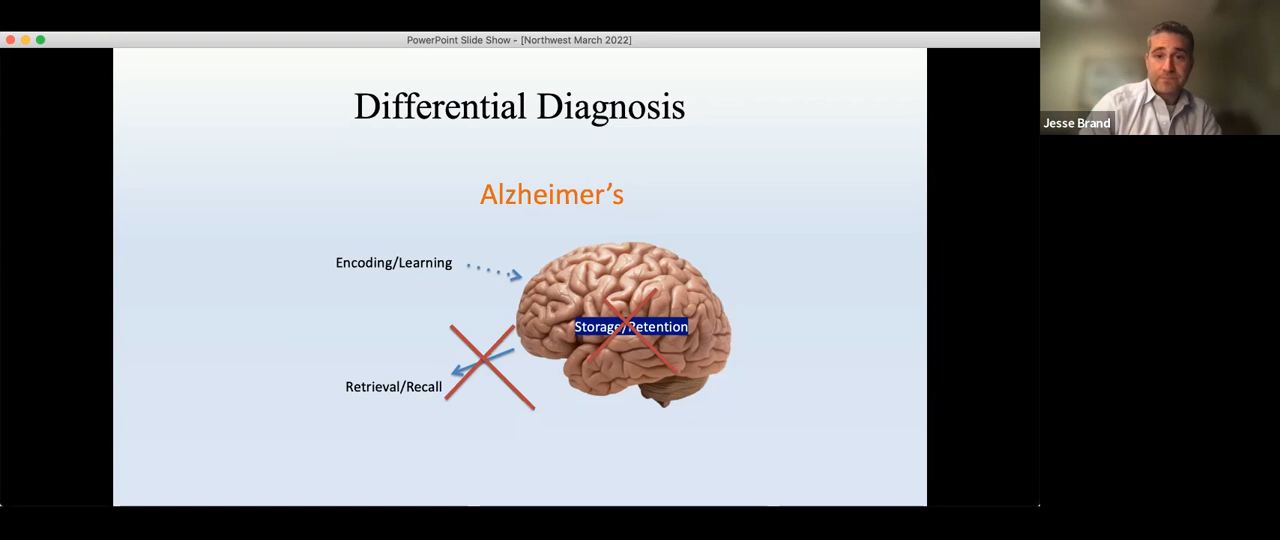 PowerPoint Slide Show - [Northwest March 2022]
Differential Diagnosis
Alzheimer’s
Encoding/Learning
Storage/Retention
Retrieval/Recall
Jesse Brand